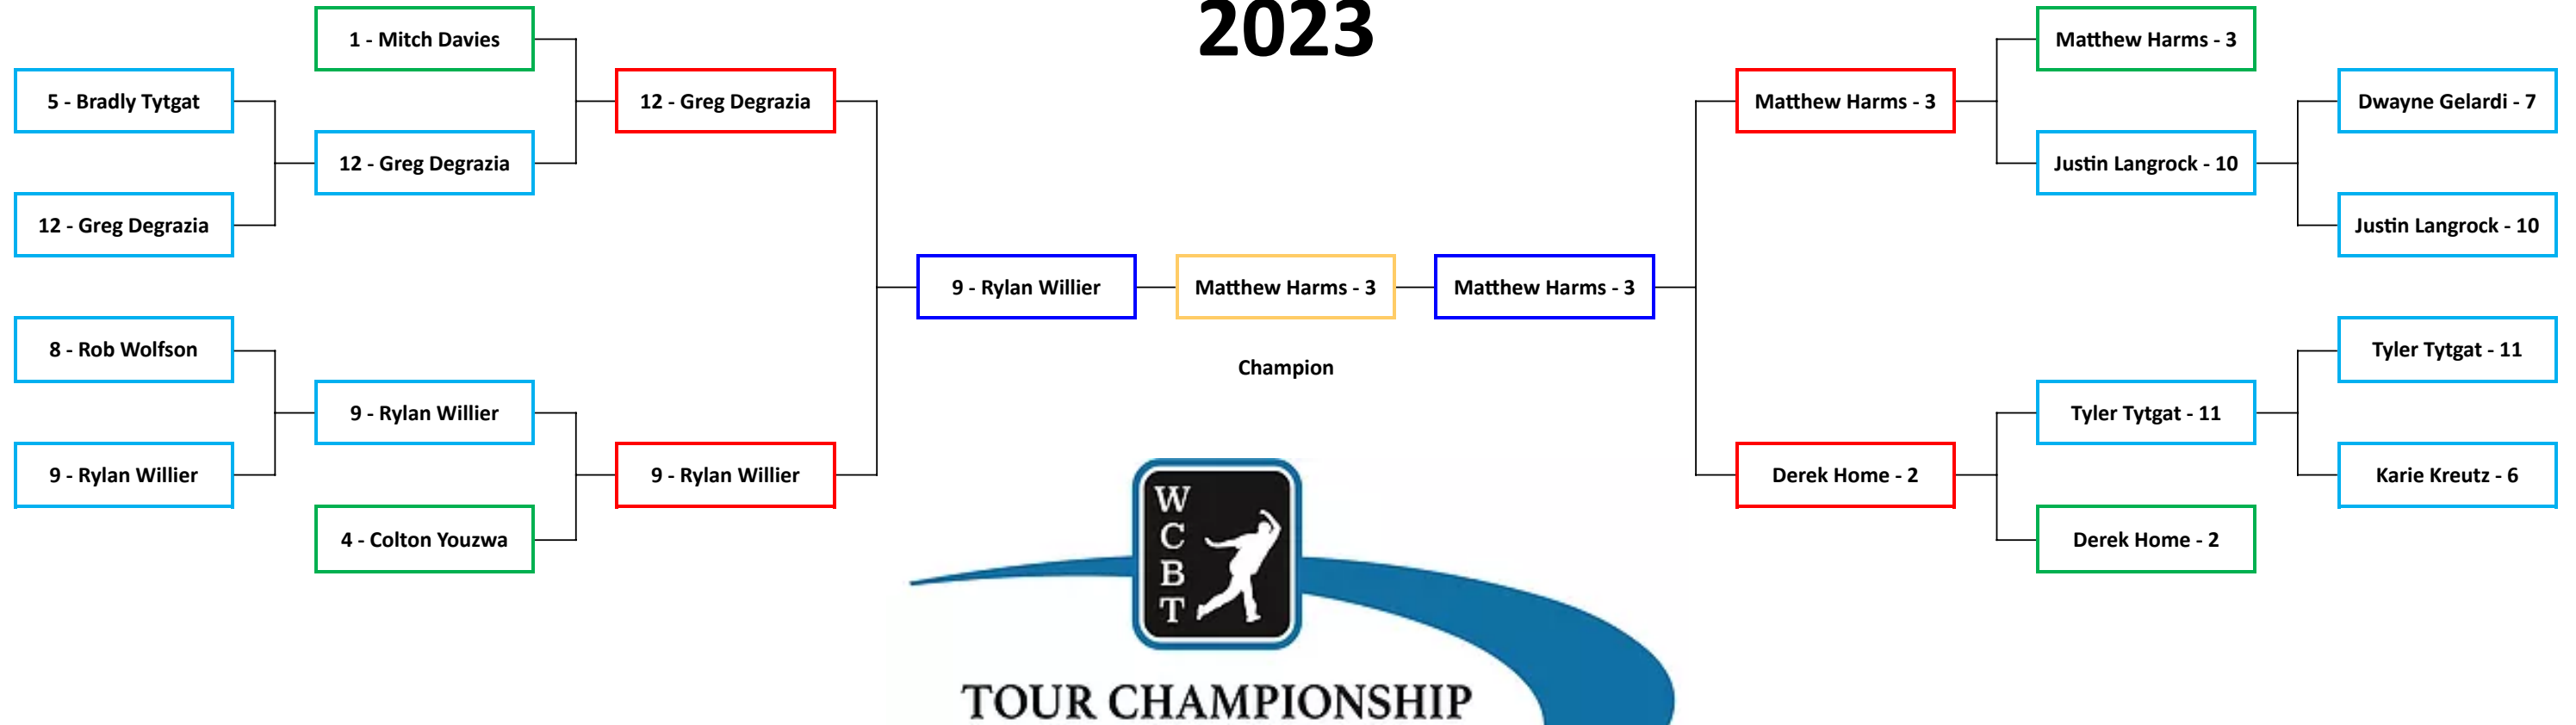 2023
1 - Mitch Davies
5 - Bradly Tytgat
12 - Greg Degrazia
12 - Greg Degrazia
12 - Greg Degrazia
8 - Rob Wolfson
9 - Rylan Willier
9 - Rylan Willier
9 - Rylan Willier
4 - Colton Youzwa
9 - Rylan Willier
Matthew Harms - 3
Matthew Harms - 3
Champion
Matthew Harms - 3
Matthew Harms - 3
Dwayne Gelardi - 7
Justin Langrock - 10
Justin Langrock - 10
Tyler Tytgat - 11
Tyler Tytgat - 11
Derek Home - 2
Karie Kreutz - 6
Derek Home - 2
W
C
B
T
TOUR CHAMPIONSHIP